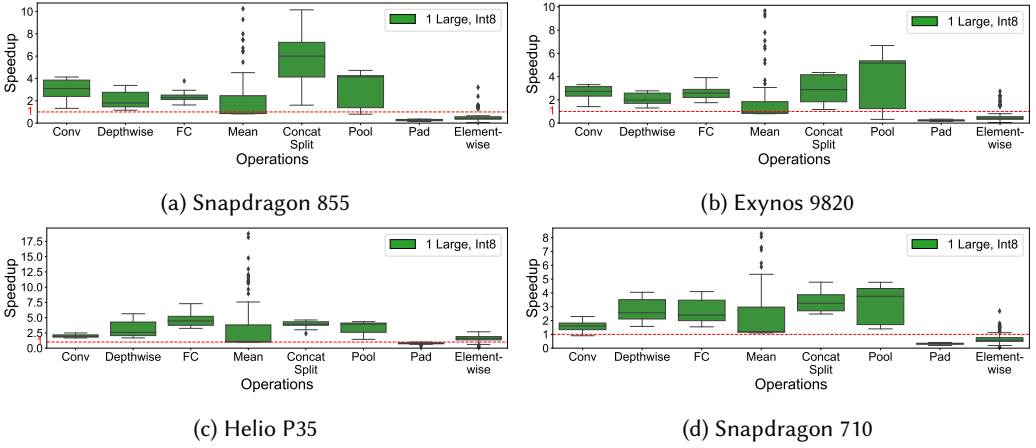 10
8
6
4
2
1
0
Speedup
1 Large, Int8
Conv Depthwise FC Mean Concat Pool Pad Element-
Split wise
Operations
(a) Snapdragon 855
10
8
6
4
2
1
0
Speedup
1 Large, Int8
Conv Depthwise FC Mean Concat Pool Pad Element-
Split wise
Operations
(b) Exynos 9820
17.5
15.0
12.5
10.0
7.5
5.0
2.5
1
0.0
Speedup
1 Large, Int8
Conv Depthwise FC Mean Concat Pool Pad Element-
Split wise
Operations
(c) Helio P35
8
7
6
5
4
3
2
1
0
Speedup
1 Large, Int8
Conv Depthwise FC Mean Concat Pool Pad Element-
Split wise
Operations
(d) Snapdragon 710